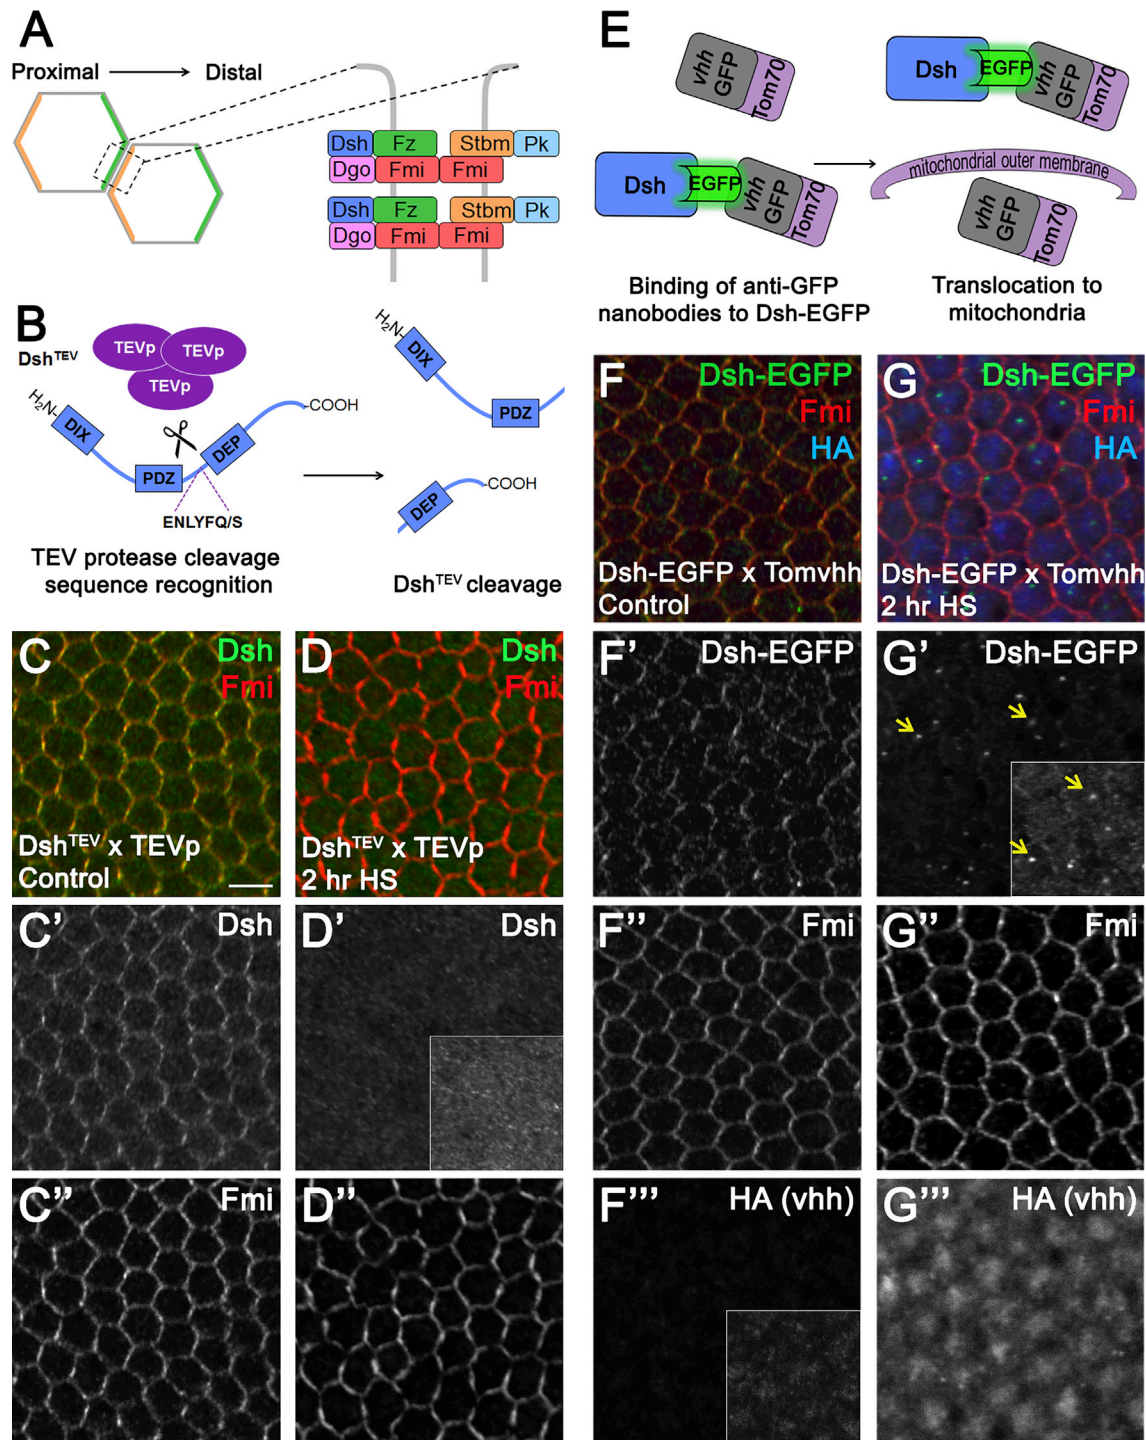 A
Proximal
Distal
Dsh
Fz
Stbm
Pk
Dgo
Fmi
Fmi
Dsh
Fz
Stbm
Pk
Dgo
Fmi
Fmi
B
Dsh^TEV
TEVp
TEVp
TEVp
H₂N-
DIX
PDZ
DEP
-COOH
ENLYFQ/S
TEV protease cleavage
sequence recognition
H₂N-
DIX
PDZ
DEP
-COOH
Dsh^TEV cleavage
C
Dsh
Fmi
Dsh^TEV x TEVp
Control
D
Dsh
Fmi
Dsh^TEV x TEVp
2 hr HS
C'
Dsh
D'
Dsh
C''
Fmi
D''
E
vhh
GFP
Tom70
Dsh
EGFP
vhh
GFP
Tom70
Binding of anti-GFP
nanobodies to Dsh-EGFP
Dsh
EGFP
vhh
GFP
Tom70
mitochondrial outer membrane
vhh
GFP
Tom70
Translocation to
mitochondria
F
Dsh-EGFP
Fmi
HA
Dsh-EGFP x Tomvhh
Control
G
Dsh-EGFP
Fmi
HA
Dsh-EGFP x Tomvhh
2 hr HS
F'
Dsh-EGFP
G'
Dsh-EGFP
F''
Fmi
G''
Fmi
F'''
HA (vhh)
G'''
HA (vhh)